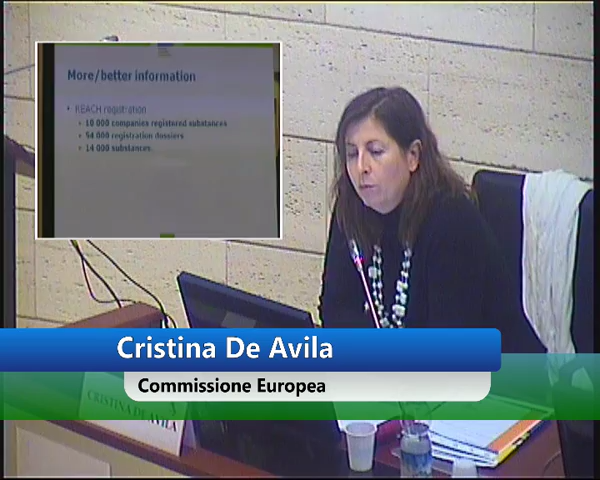 More/better information
• REACH registration
▸ 10 000 companies registered substances
▸ 54 000 registration dossiers
▸ 14 000 substances
Cristina De Avila
Commissione Europea
CRISTINA DE AVILA